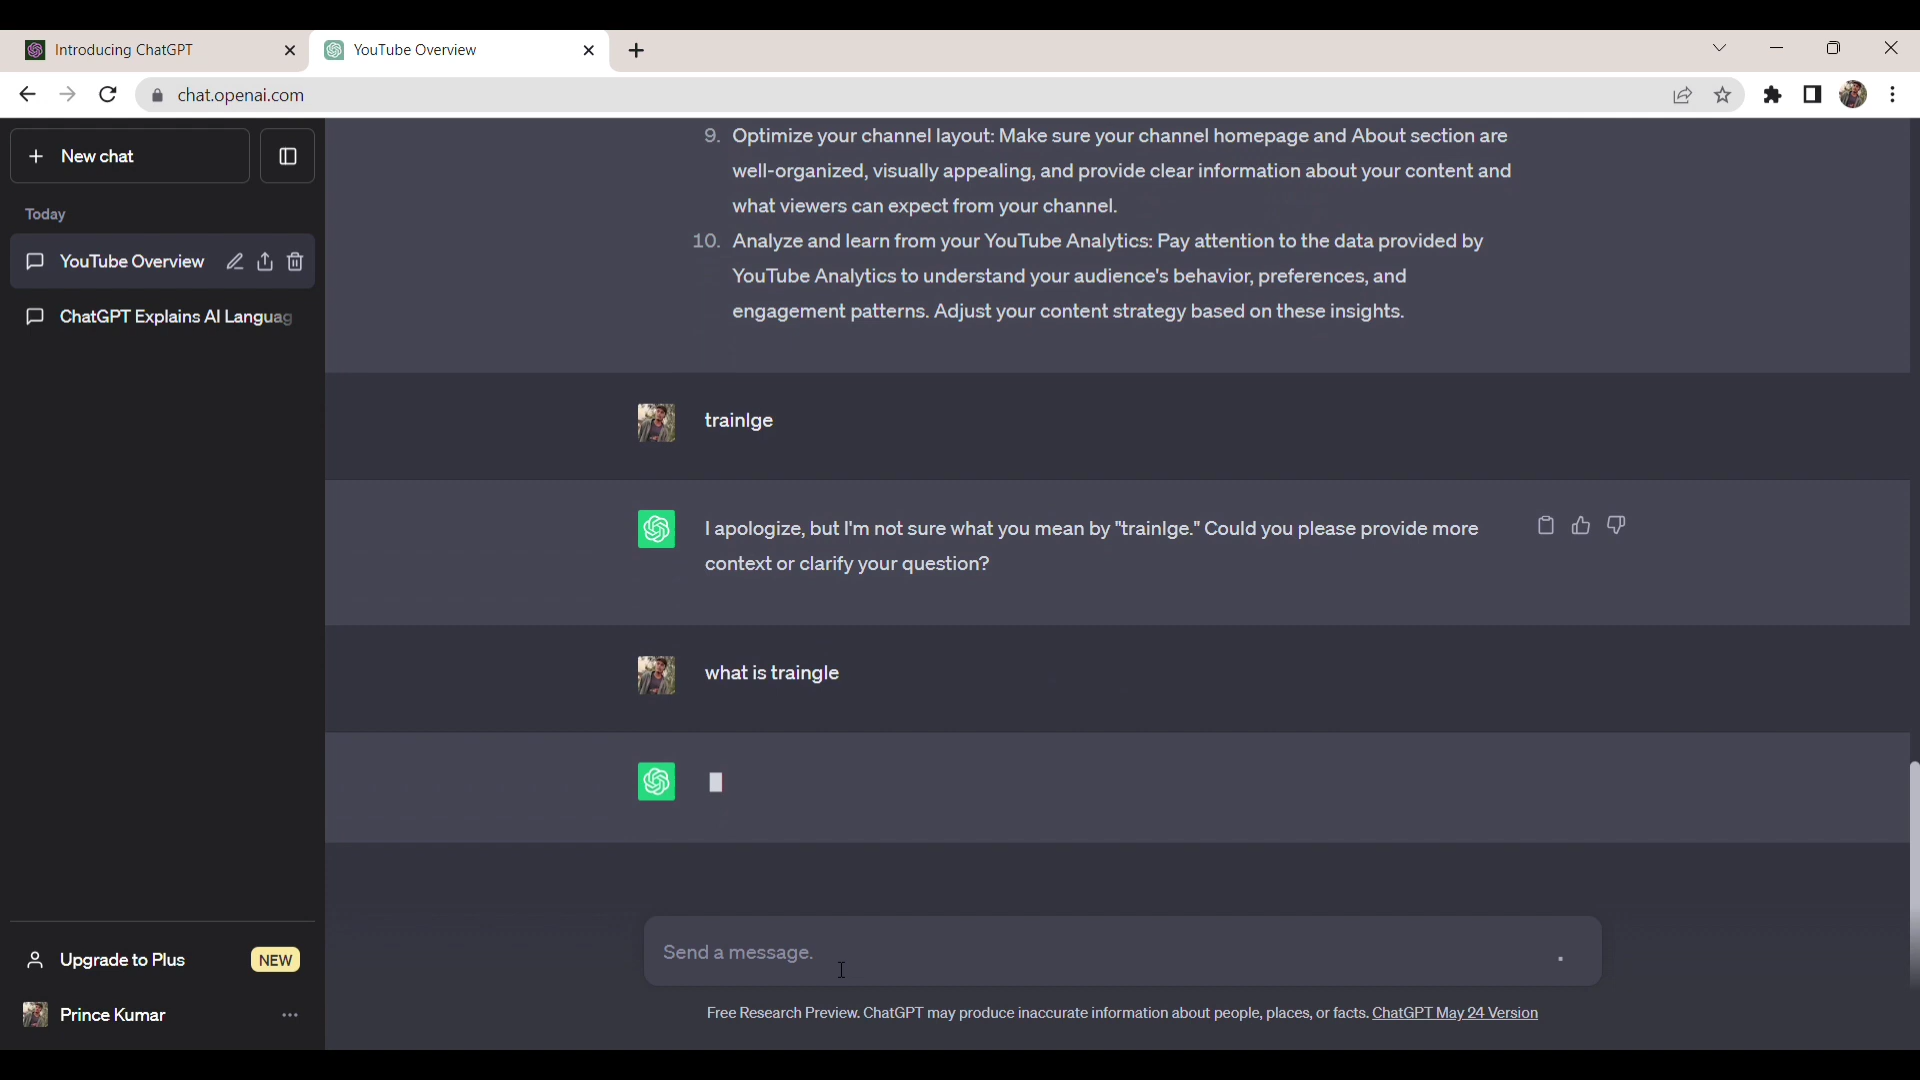 Introducing ChatGPT
YouTube Overview
chat.openai.com
New chat
Today
YouTube Overview
ChatGPT Explains AI Languag
9. Optimize your channel layout: Make sure your channel homepage and About section are
well-organized, visually appealing, and provide clear information about your content and
what viewers can expect from your channel.
10. Analyze and learn from your YouTube Analytics: Pay attention to the data provided by
YouTube Analytics to understand your audience's behavior, preferences, and
engagement patterns. Adjust your content strategy based on these insights.
trainlge
I apologize, but I'm not sure what you mean by "trainlge." Could you please provide more
context or clarify your question?
what is traingle
Send a message.
Free Research Preview. ChatGPT may produce inaccurate information about people, places, or facts. ChatGPT May 24 Version
Upgrade to Plus NEW
Prince Kumar